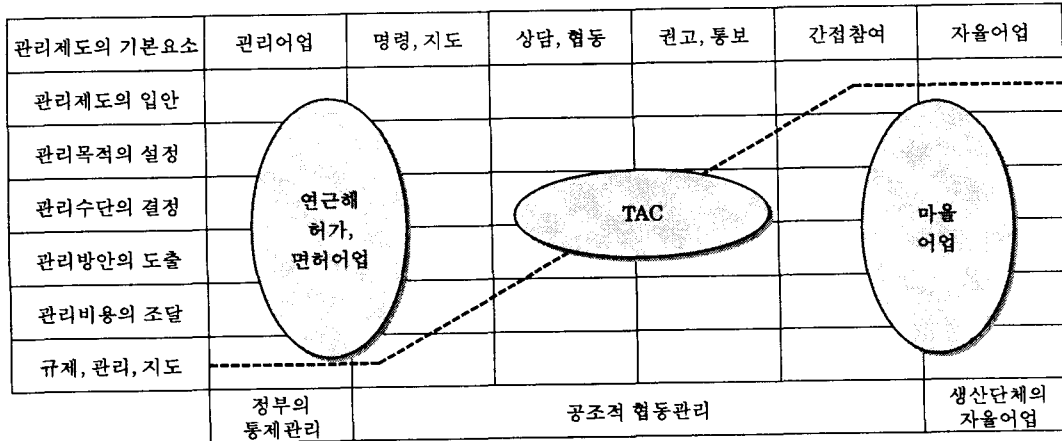 관리제도의 기본요소 관리어업 명령, 지도 상담, 협동 권고, 통보 간접참여 자율어업
관리제도의 입안
관리목적의 설정
관리수단의 결정
관리방안의 도출
관리비용의 조달
규제, 관리, 지도
연근해
허가,
면허어업
TAC
마을
어업
정부의
통제관리
공조적 협동관리
생산단체의
자율어업